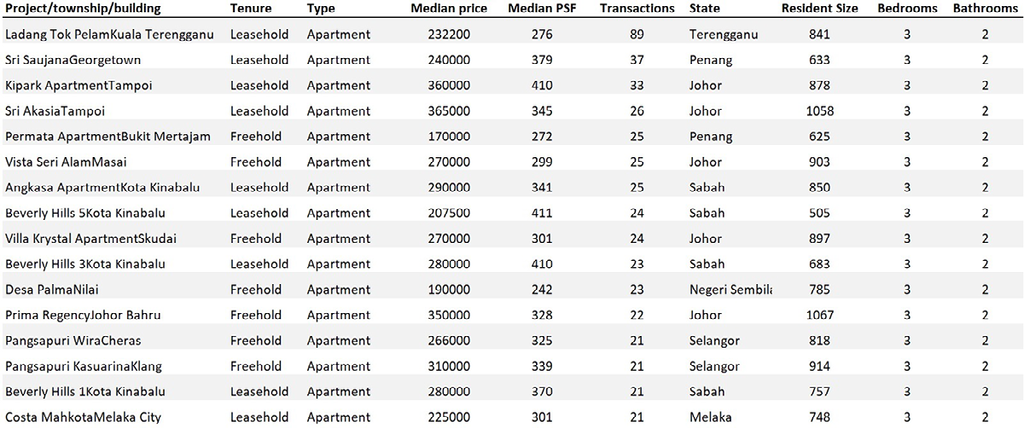 Project/township/building Tenure Type Median price Median PSF Transactions State Resident Size Bedrooms Bathrooms
Ladang Tok PelamKuala Terengganu Leasehold Apartment 232200 276 89 Terengganu 841 3 2
Sri SaujanaGeorgetown Leasehold Apartment 240000 379 37 Penang 633 3 2
Kipark ApartmentTampoi Leasehold Apartment 360000 410 33 Johor 878 3 2
Sri AkasiaTampoi Leasehold Apartment 365000 345 26 Johor 1058 3 2
Permata ApartmentBukit Mertajam Freehold Apartment 170000 272 25 Penang 625 3 2
Vista Seri AlamMasai Freehold Apartment 270000 299 25 Johor 903 3 2
Angkasa ApartmentKota Kinabalu Leasehold Apartment 290000 341 25 Sabah 850 3 2
Beverly Hills 5Kota Kinabalu Leasehold Apartment 207500 411 24 Sabah 505 3 2
Villa Krystal ApartmentSkudai Freehold Apartment 270000 301 24 Johor 897 3 2
Beverly Hills 3Kota Kinabalu Leasehold Apartment 280000 410 23 Sabah 683 3 2
Desa PalmaNilai Freehold Apartment 190000 242 23 Negeri Sembila 785 3 2
Prima RegencyJohor Bahru Freehold Apartment 350000 328 22 Johor 1067 3 2
Pangsapuri WiraCheras Freehold Apartment 266000 325 21 Selangor 818 3 2
Pangsapuri KasuarinaKlang Freehold Apartment 310000 339 21 Selangor 914 3 2
Beverly Hills 1Kota Kinabalu Leasehold Apartment 280000 370 21 Sabah 757 3 2
Costa MahkotaMelaka City Leasehold Apartment 225000 301 21 Melaka 748 3 2